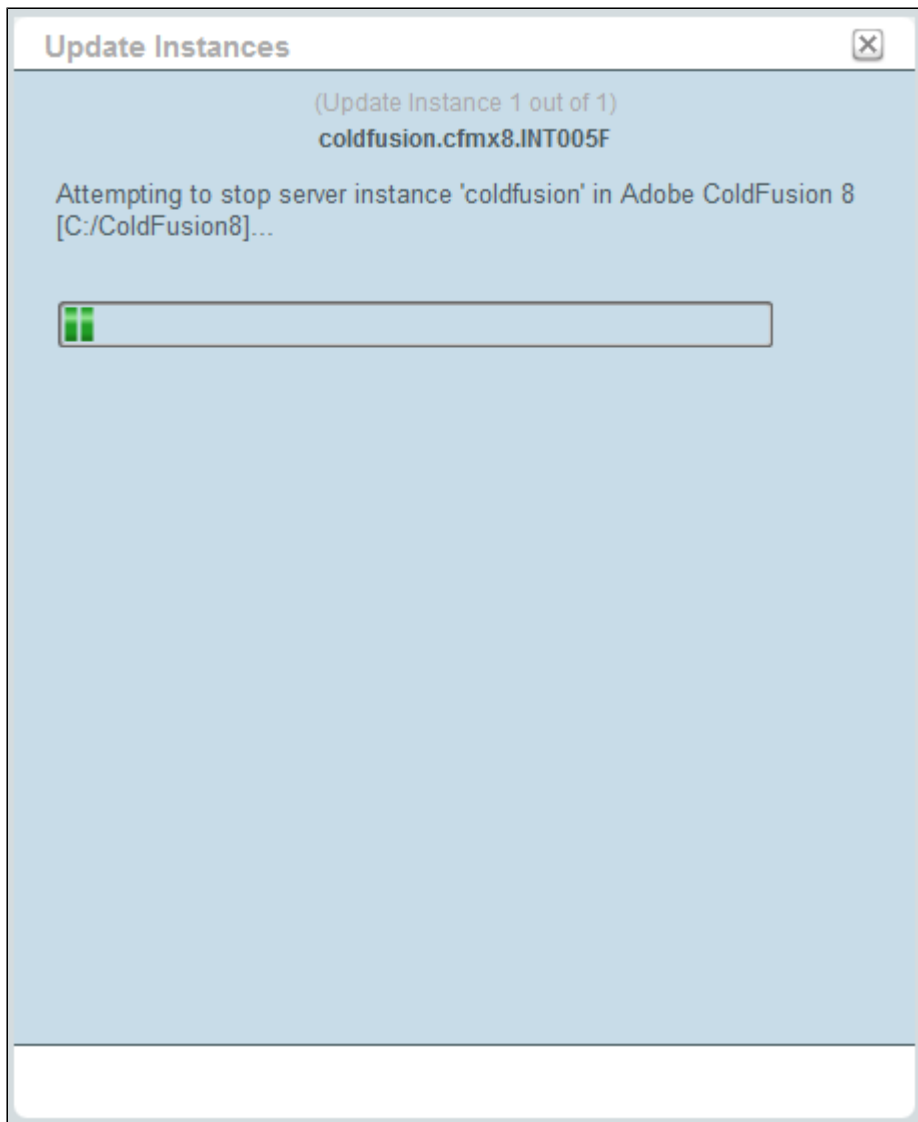 Update Instances
(Update Instance 1 out of 1)
coldfusion.cfmx8.INT005F
Attempting to stop server instance 'coldfusion' in Adobe ColdFusion 8
[C:/ColdFusion8]...